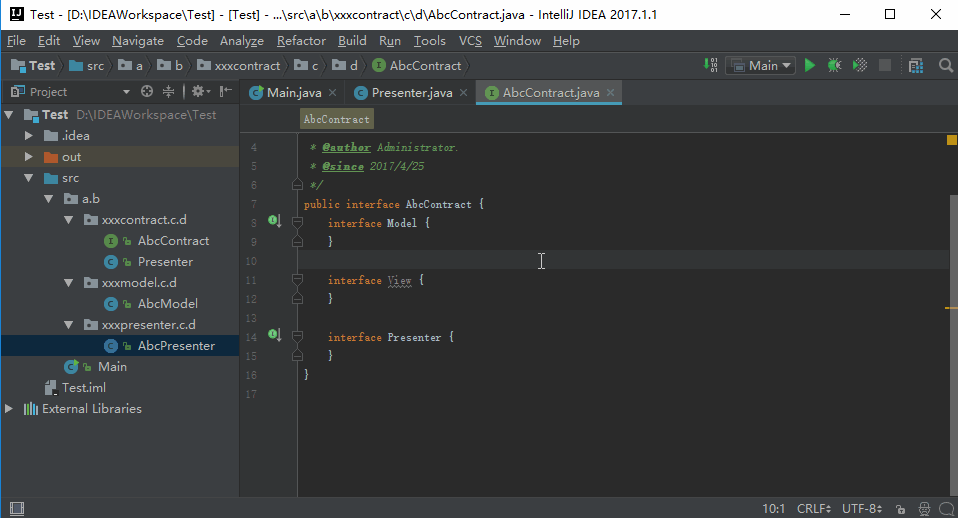 Test - [D:\IDEAWorkspace\Test] - [Test] - ...\src\a\b\xxxcontract\c\d\AbcContract.java - IntelliJ IDEA 2017.1.1
File Edit View Navigate Code Analyze Refactor Build Run Tools VCS Window Help
Test src a b xxxcontract c d AbcContract Main
Project
Main.java Presenter.java AbcContract.java
Test D:\IDEAWorkspace\Test
.idea
out
src
a.b
xxxcontract.c.d
AbcContract
Presenter
xxxmodel.c.d
AbcModel
xxxpresenter.c.d
AbcPresenter
Main
Test.iml
External Libraries
AbcContract
4 * @author Administrator.
5 * @since 2017/4/25
6 */
7 public interface AbcContract {
8 interface Model {
9 }
10
11 interface View {
12 }
13
14 interface Presenter {
15 }
16 }
17
10:1 CRLF UTF-8